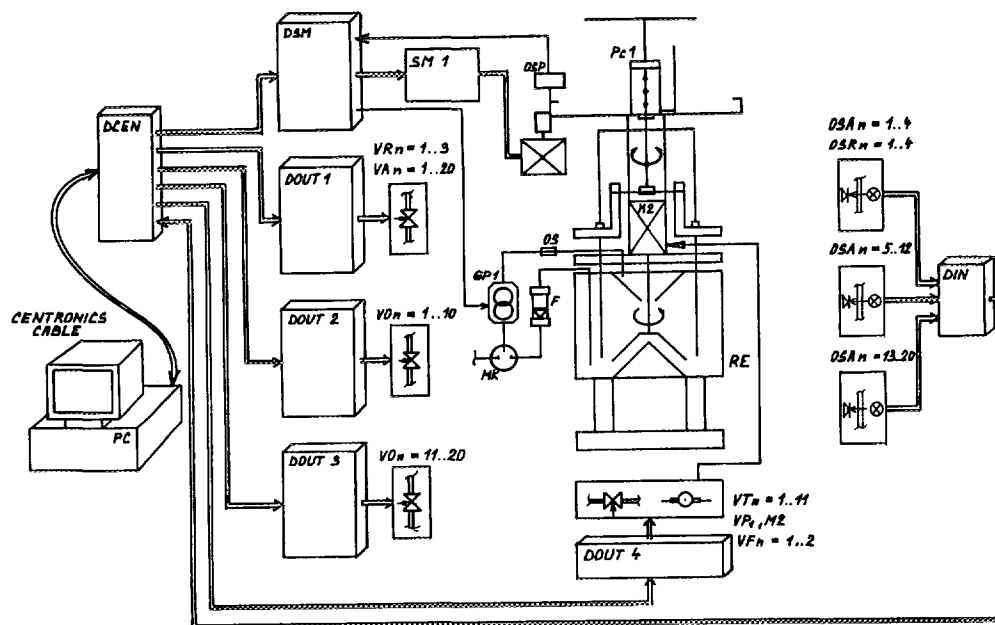 DSM
SM 1
DSP
Pc 1
DCEN
DOUT 1
VRn = 1..3
VAn = 1..20
DSAn = 1..4
DSRn = 1..4
M2
DS
GP1
F
MK
RE
DSAn = 5..12
DIN
DSAn = 13..20
CENTRONICS
CABLE
PC
DOUT 2
VOn = 1..10
DOUT 3
VOn = 11..20
VTn = 1..11
VP1, M2
VFn = 1..2
DOUT 4